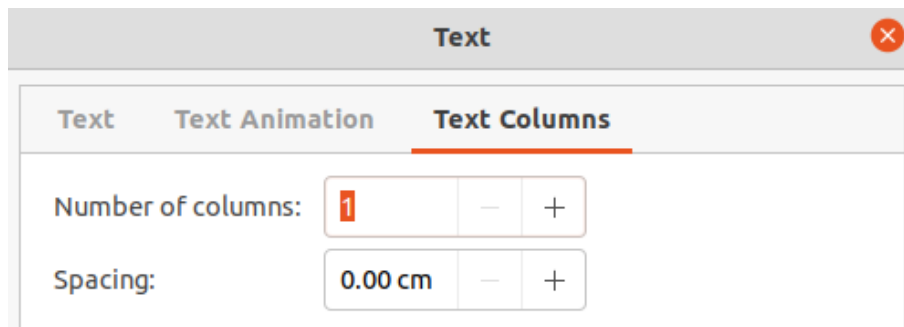 Text
Text Text Animation Text Columns
Number of columns: 1
Spacing: 0.00 cm